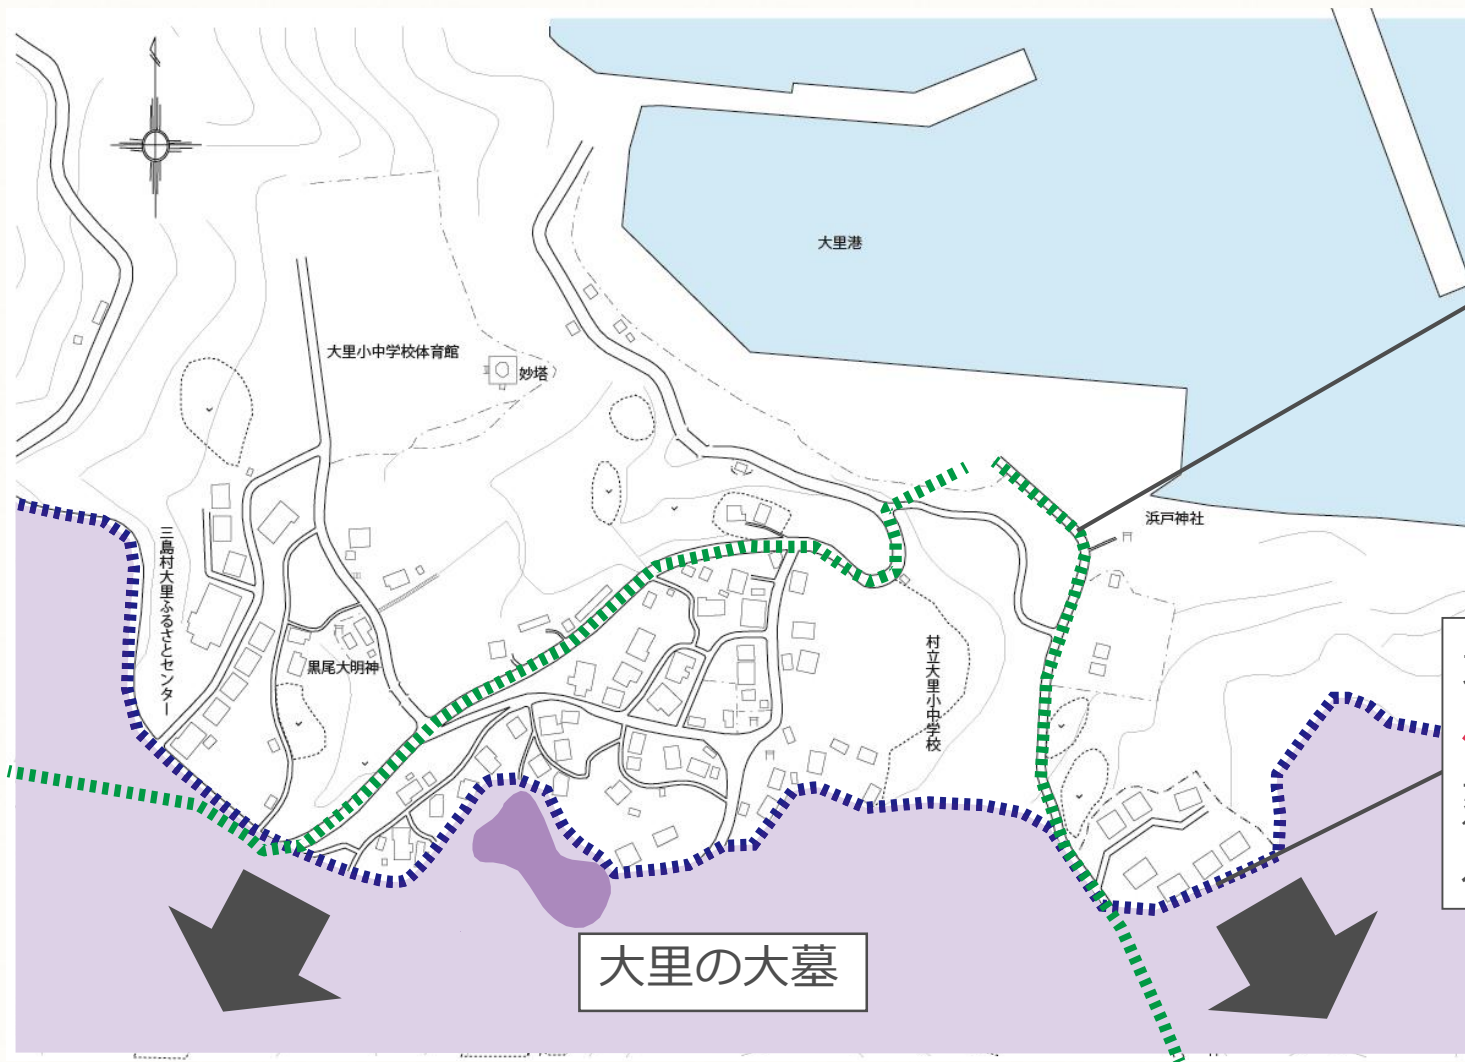 大里港
大里小中学校体育館
妙塔
浜戸神社
三島村大里ふるさとセンター
黒尾大明神
村立大里小中学校
大里の大墓